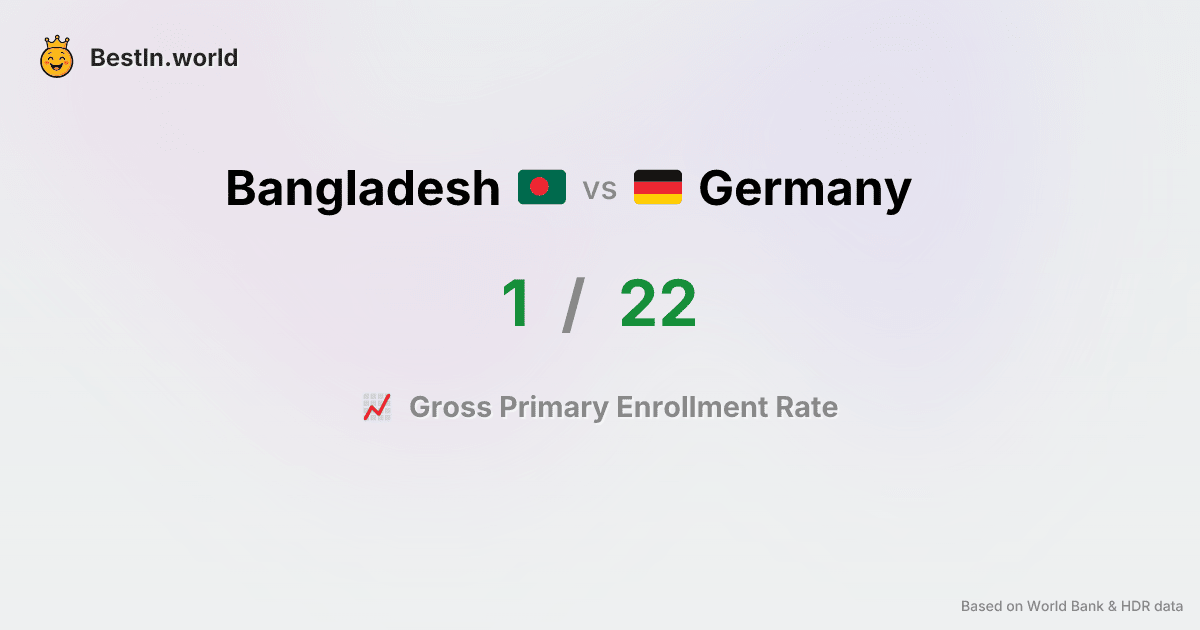 BestIn.world
Bangladesh vs Germany
1 / 22
Gross Primary Enrollment Rate
Based on World Bank & HDR data